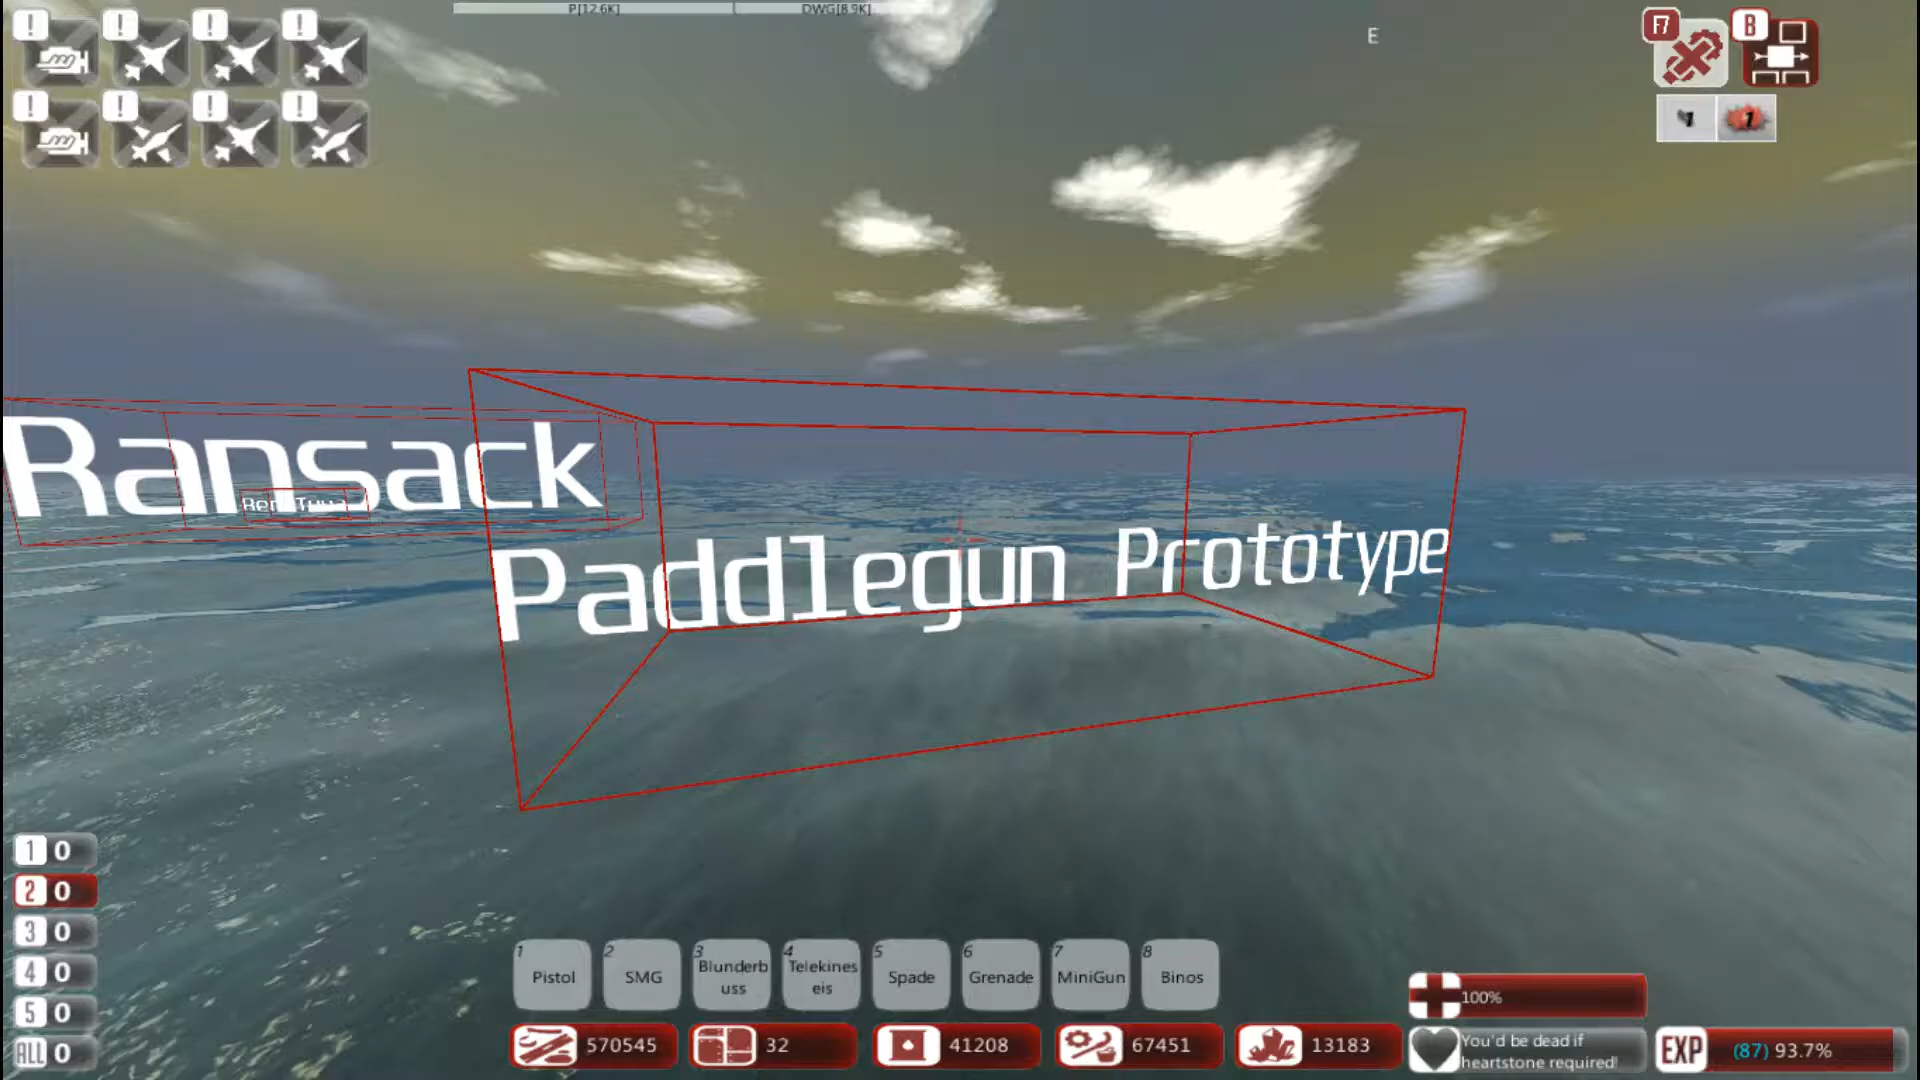 P[12.6K]
DWG[8.9K]
E
F7
B
1
1
!
!
!
!
!
!
!
!
Ransack
Paddlegun Prototype
1 0
2 0
3 0
4 0
5 0
ALL 0
1 Pistol
2 SMG
3 Blunderb
uss
4 Telekines
eis
5 Spade
6 Grenade
7 MiniGun
8 Binos
570545
32
41208
67451
13183
100%
You'd be dead if
heartstone required!
EXP (87) 93.7%